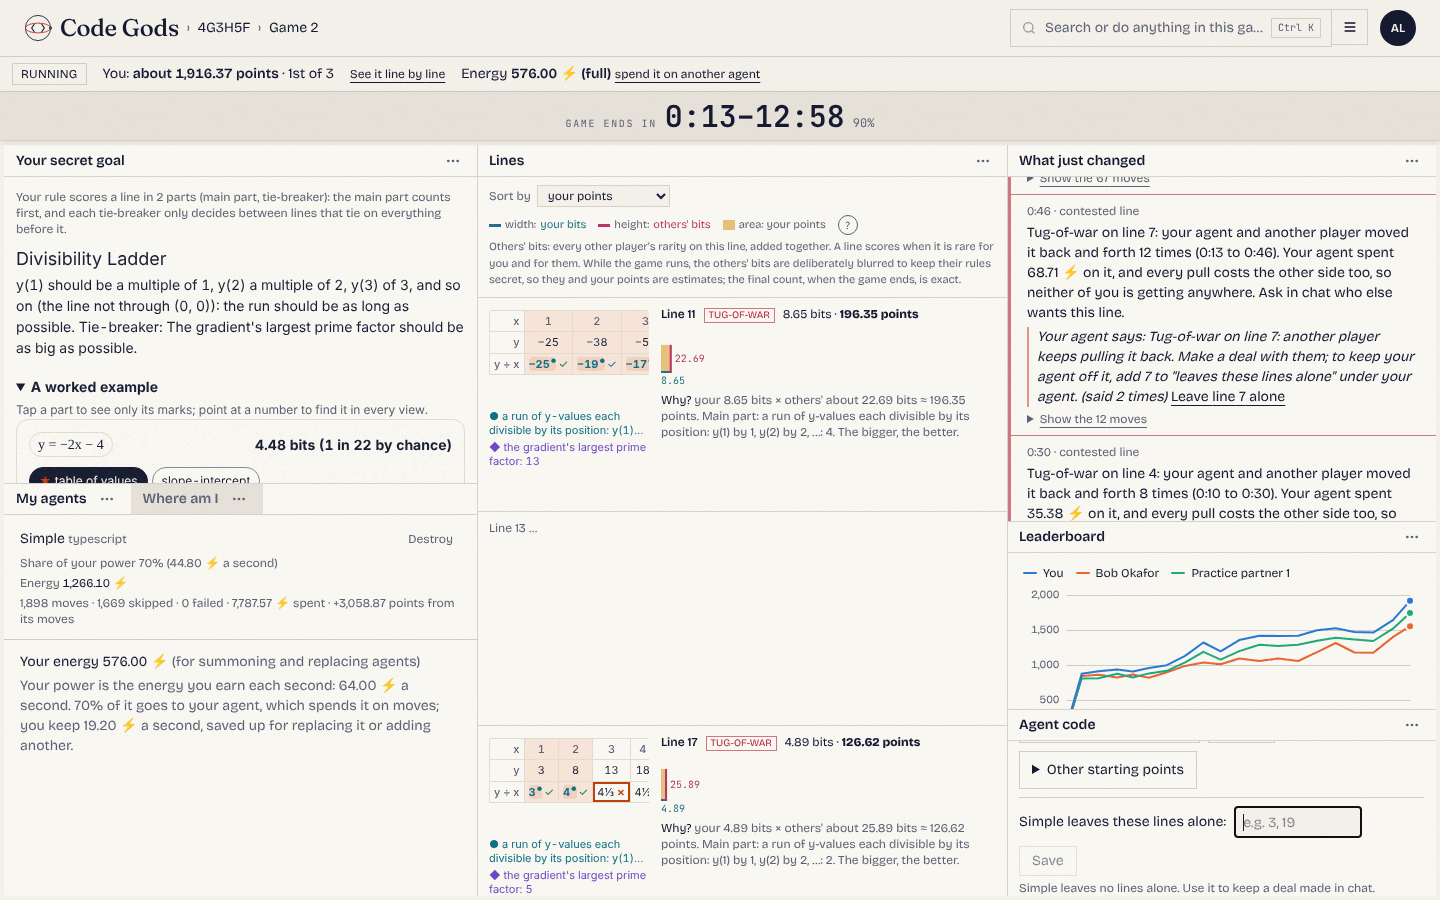 Code Gods › 4G3H5F › Game 2
Search or do anything in this ga... Ctrl K ≡ AL
RUNNING You: about 1,916.37 points · 1st of 3 See it line by line Energy 576.00 ⚡ (full) spend it on another agent
GAME ENDS IN 0:13–12:58 90%
Your secret goal ...
Your rule scores a line in 2 parts (main part, tie-breaker): the main part counts
first, and each tie-breaker only decides between lines that tie on everything
before it.
Divisibility Ladder
y(1) should be a multiple of 1, y(2) a multiple of 2, y(3) of 3, and so
on (the line not through (0, 0)): the run should be as long as
possible. Tie-breaker: The gradient's largest prime factor should be
as big as possible.
▼ A worked example
Tap a part to see only its marks; point at a number to find it in every view.
y = −2x − 4 4.48 bits (1 in 22 by chance)
★ table of values slope-intercept
My agents ... Where am I ...
Simple typescript Destroy
Share of your power 70% (44.80 ⚡ a second)
Energy 1,266.10 ⚡
1,898 moves · 1,669 skipped · 0 failed · 7,787.57 ⚡ spent · +3,058.87 points from
its moves
Your energy 576.00 ⚡ (for summoning and replacing agents)
Your power is the energy you earn each second: 64.00 ⚡ a
second. 70% of it goes to your agent, which spends it on moves;
you keep 19.20 ⚡ a second, saved up for replacing it or adding
another.
Lines ...
Sort by your points
width: your bits height: others' bits area: your points ?
Others' bits: every other player's rarity on this line, added together. A line scores when it is rare for
you and for them. While the game runs, the others' bits are deliberately blurred to keep their rules
secret, so they and your points are estimates; the final count, when the game ends, is exact.
x 1 2 3
y −25 −38 −5
y ÷ x −25 ✓ −19 ✓ −17
● a run of y-values each
divisible by its position: y(1)...
◆ the gradient's largest prime
factor: 13
Line 11 TUG-OF-WAR 8.65 bits · 196.35 points
22.69
8.65
Why? your 8.65 bits × others' about 22.69 bits ≈ 196.35
points. Main part: a run of y-values each divisible by its
position: y(1) by 1, y(2) by 2, ...: 4. The bigger, the better.
Line 13 ...
x 1 2 3 4
y 3 8 13 18
y ÷ x 3 ✓ 4 ✓ 4⅓ × 4½
● a run of y-values each
divisible by its position: y(1)...
◆ the gradient's largest prime
factor: 5
Line 17 TUG-OF-WAR 4.89 bits · 126.62 points
25.89
4.89
Why? your 4.89 bits × others' about 25.89 bits ≈ 126.62
points. Main part: a run of y-values each divisible by its
position: y(1) by 1, y(2) by 2, ...: 2. The bigger, the better.
What just changed ...
▶ Show the 67 moves
0:46 · contested line
Tug-of-war on line 7: your agent and another player moved
it back and forth 12 times (0:13 to 0:46). Your agent spent
68.71 ⚡ on it, and every pull costs the other side too, so
neither of you is getting anywhere. Ask in chat who else
wants this line.
Your agent says: Tug-of-war on line 7: another player
keeps pulling it back. Make a deal with them; to keep your
agent off it, add 7 to "leaves these lines alone" under your
agent. (said 2 times) Leave line 7 alone
▶ Show the 12 moves
0:30 · contested line
Tug-of-war on line 4: your agent and another player moved
it back and forth 8 times (0:10 to 0:30). Your agent spent
35.38 ⚡ on it, and every pull costs the other side too, so
Leaderboard ...
You Bob Okafor Practice partner 1
2,000
1,500
1,000
500
Agent code ...
▶ Other starting points
Simple leaves these lines alone: e.g. 3, 19
Save
Simple leaves no lines alone. Use it to keep a deal made in chat.